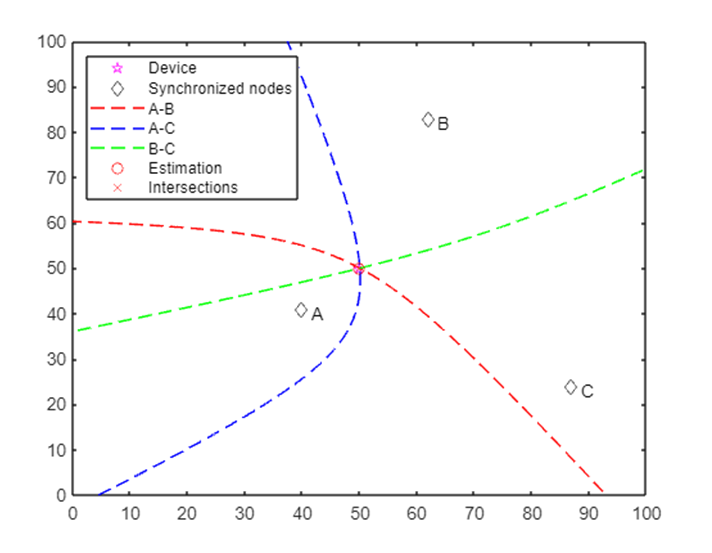 100
90
80
70
60
50
40
30
20
10
0
Device
Synchronized nodes
A-B
A-C
B-C
Estimation
Intersections
B
A
C
0 10 20 30 40 50 60 70 80 90 100